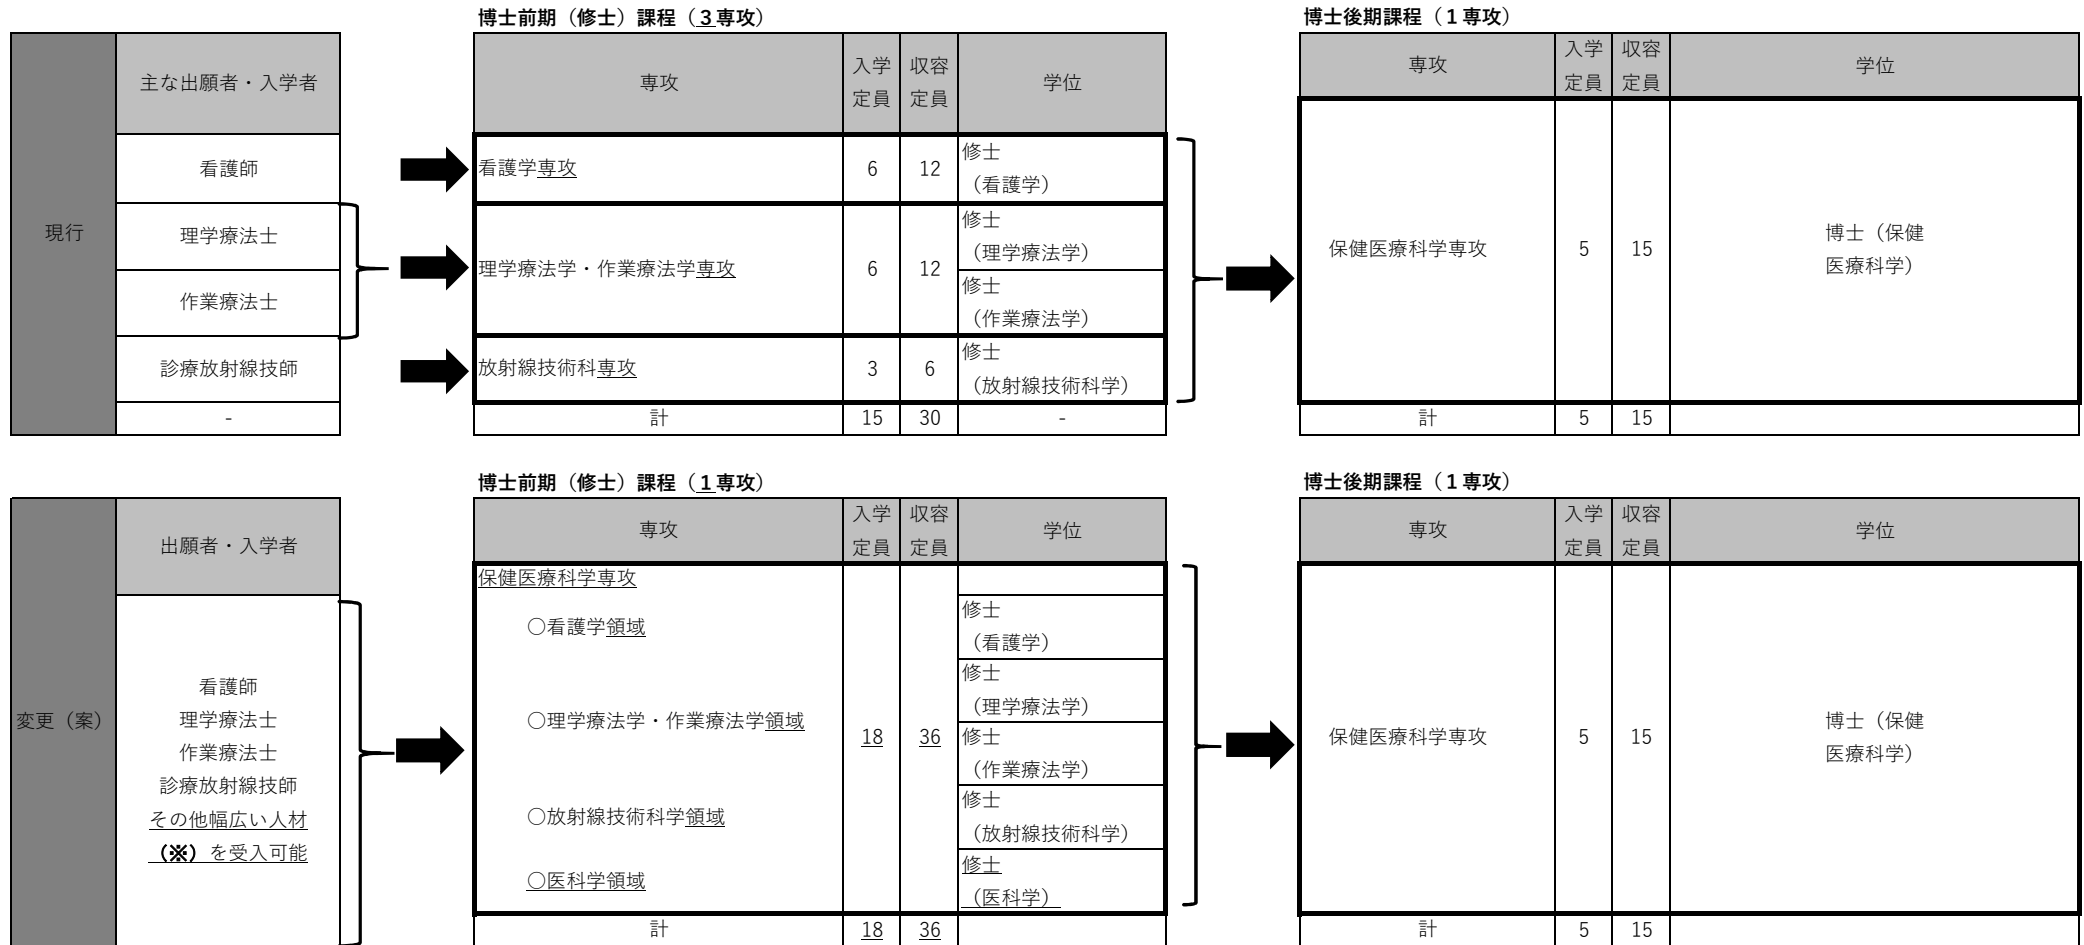 博士前期（修士）課程（３専攻）
博士後期課程（１専攻）
現行
主な出願者・入学者
専攻
入学
定員
収容
定員
学位
専攻
入学
定員
収容
定員
学位
看護師
看護学専攻
6
12
修士
（看護学）
理学療法士
作業療法士
理学療法学・作業療法学専攻
6
12
修士
（理学療法学）
修士
（作業療法学）
診療放射線技師
放射線技術科専攻
3
6
修士
（放射線技術科学）
保健医療科学専攻
5
15
博士（保健
医療科学）
-
計
15
30
-
計
5
15
博士前期（修士）課程（１専攻）
博士後期課程（１専攻）
変更（案）
出願者・入学者
専攻
入学
定員
収容
定員
学位
専攻
入学
定員
収容
定員
学位
看護師
理学療法士
作業療法士
診療放射線技師
その他幅広い人材
（※）を受入可能
保健医療科学専攻
○看護学領域
○理学療法学・作業療法学領域
○放射線技術科学領域
○医科学領域
18
36
修士
（看護学）
修士
（理学療法学）
修士
（作業療法学）
修士
（放射線技術科学）
修士
（医科学）
保健医療科学専攻
5
15
博士（保健
医療科学）
計
18
36
計
5
15